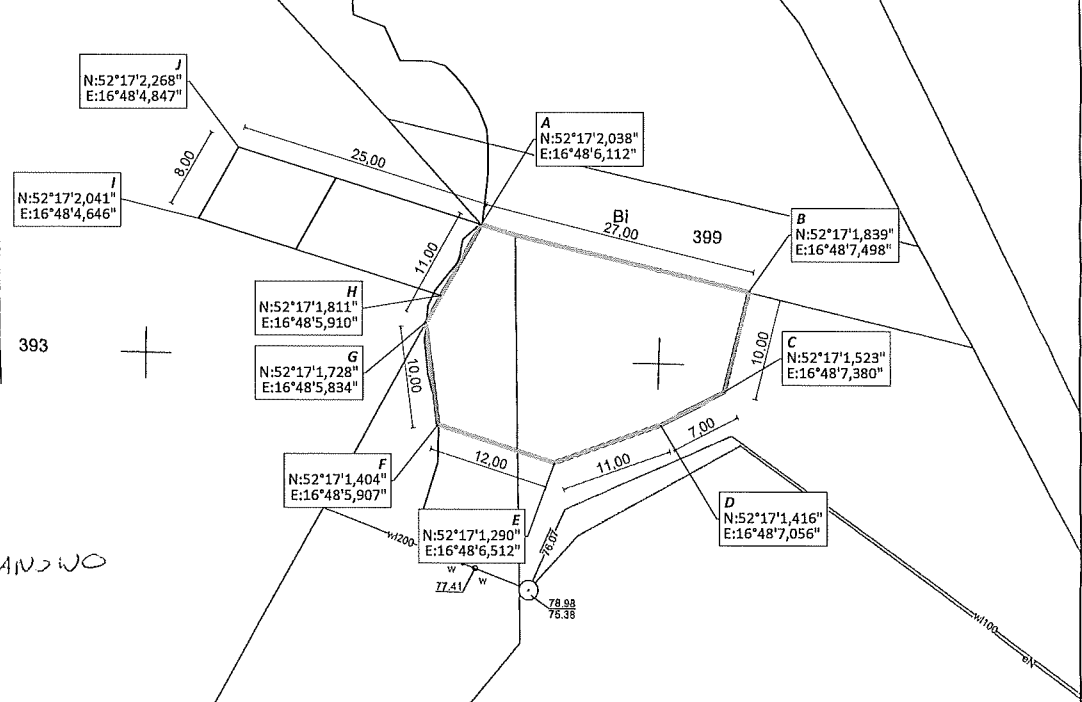 J
N:52°17'2,268"
E:16°48'4,847"
8,00
25,00
A
N:52°17'2,038"
E:16°48'6,112"
I
N:52°17'2,041"
E:16°48'4,646"
Bi
27,00
399
B
N:52°17'1,839"
E:16°48'7,498"
11,00
H
N:52°17'1,811"
E:16°48'5,910"
393
G
N:52°17'1,728"
E:16°48'5,834"
10,00
10,00
C
N:52°17'1,523"
E:16°48'7,380"
7,00
12,00
11,00
F
N:52°17'1,404"
E:16°48'5,907"
D
N:52°17'1,416"
E:16°48'7,056"
E
N:52°17'1,290"
E:16°48'6,512"
wl200
76.07
w
w
77.41
78.98
75.38
wl100